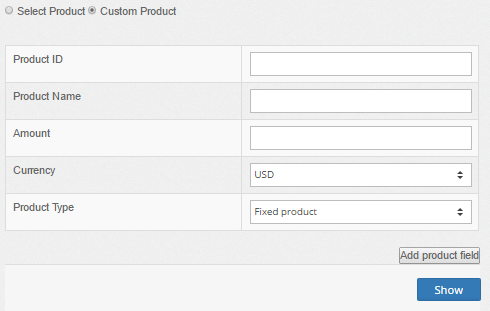 Select Product Custom Product
Product ID
Product Name
Amount
Currency USD
Product Type Fixed product
Add product field
Show